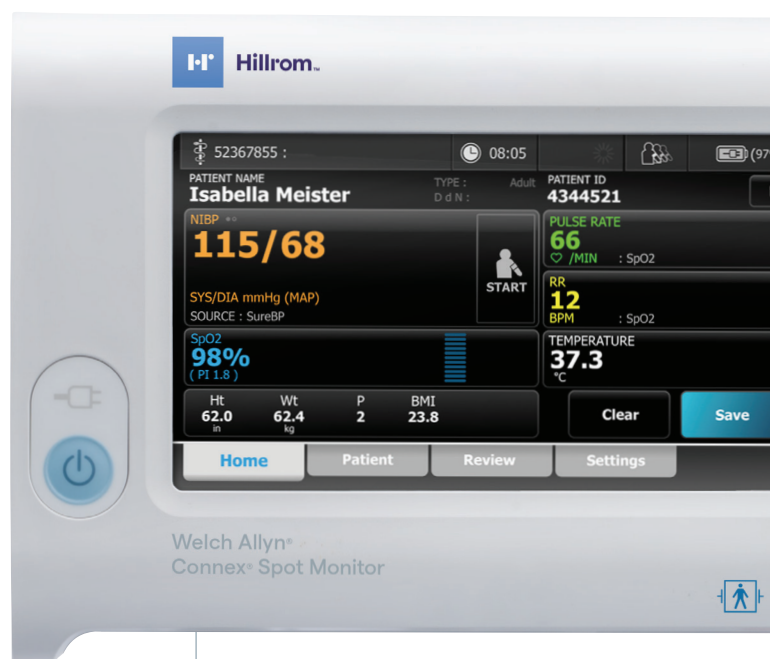 Hillrom™
52367855 :
08:05
(97
PATIENT NAME
Isabella Meister
TYPE : Adult
D d N :
PATIENT ID
4344521
NIBP
115/68
SYS/DIA mmHg (MAP)
SOURCE : SureBP
START
PULSE RATE
66
/MIN : SpO2
RR
12
BPM : SpO2
SpO2
98%
( PI 1.8 )
TEMPERATURE
37.3
°C
Ht Wt P BMI
62.0 62.4 2 23.8
in kg
Clear
Save
Home
Patient
Review
Settings
Welch Allyn®
Connex® Spot Monitor